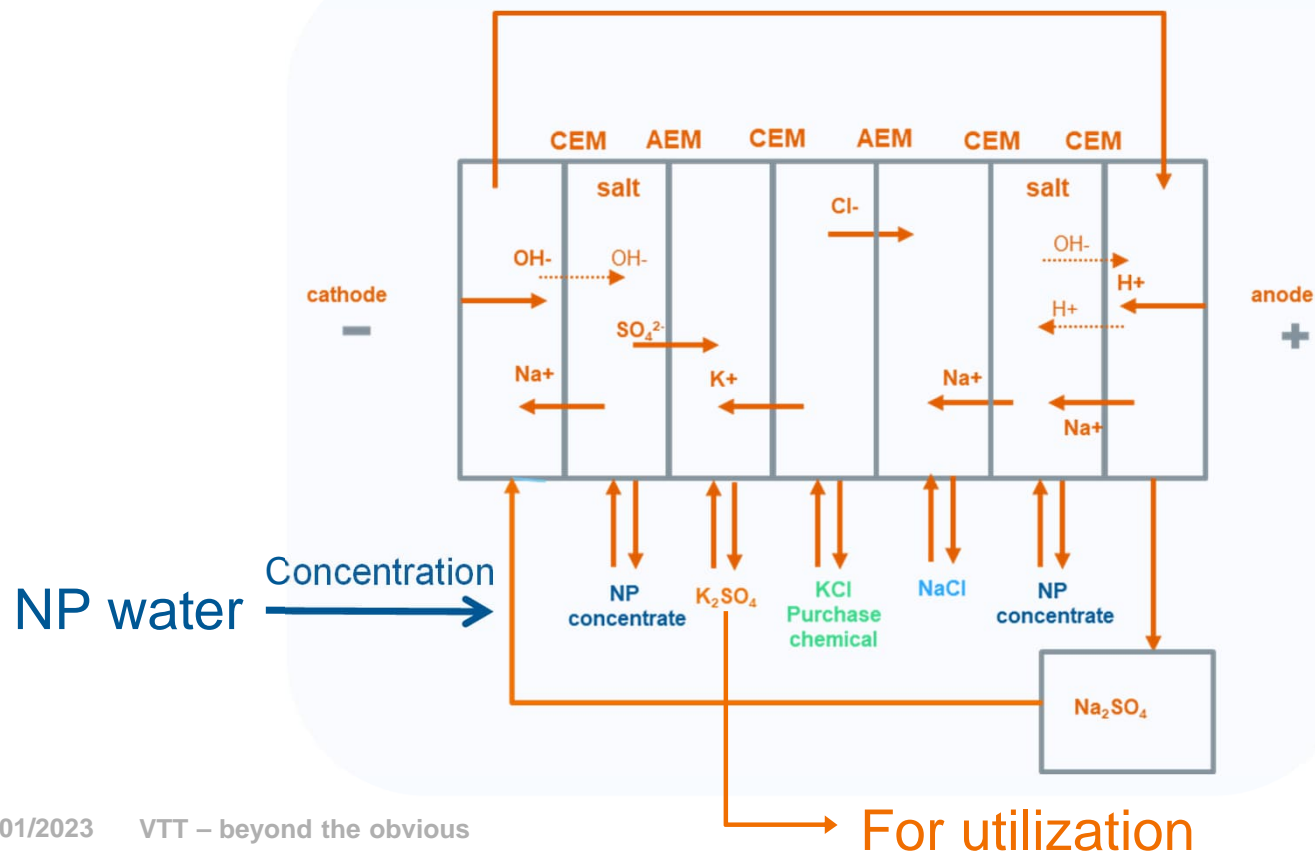 CEM AEM CEM AEM CEM CEM
salt
salt
Cl-
OH-
OH-
OH-
H+
H+
cathode
anode
SO₄²⁻
Na+
K+
Na+
Na+
Concentration
NP water
NP
concentrate
K₂SO₄
KCl
Purchase
chemical
NaCl
NP
concentrate
Na₂SO₄
01/2023 VTT – beyond the obvious
For utilization